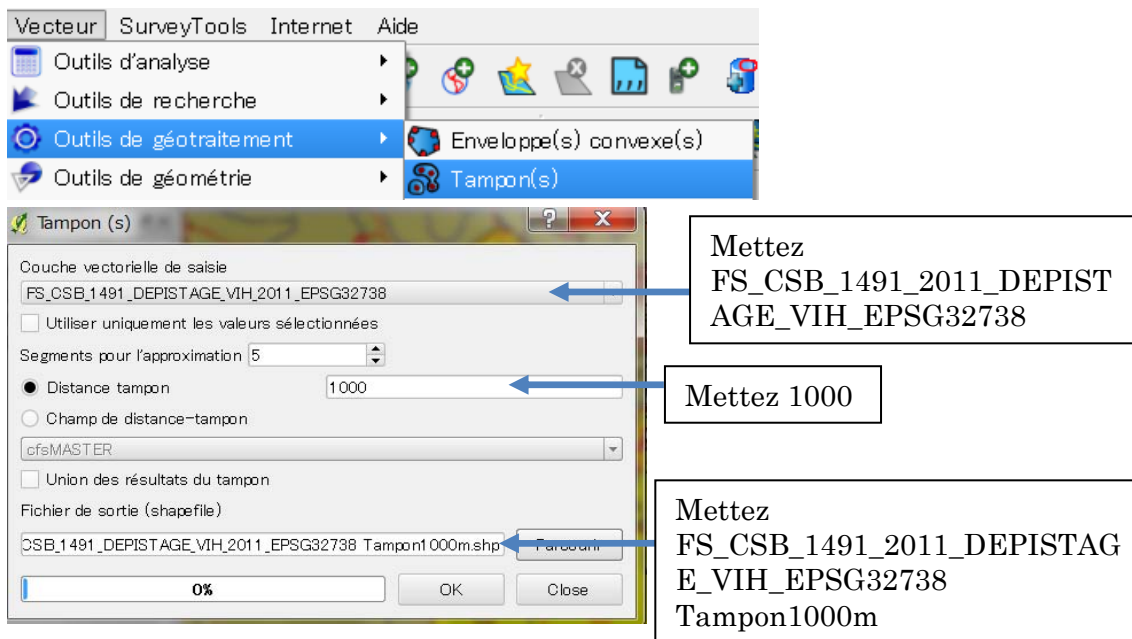 Vecteur SurveyTools Internet Aide
Outils d'analyse
Outils de recherche
Outils de géotraitement
Enveloppe(s) convexe(s)
Outils de géométrie
Tampon(s)
Tampon (s)
Couche vectorielle de saisie
FS_CSB_1491_DEPISTAGE_VIH_2011_EPSG32738
Utiliser uniquement les valeurs sélectionnées
Segments pour l'approximation 5
Distance tampon 1000
Champ de distance-tampon
cfsMASTER
Union des résultats du tampon
Fichier de sortie (shapefile)
CSB_1491_DEPISTAGE_VIH_2011_EPSG32738 Tampon1000m.shp Parcourir
0% OK Close
Mettez
FS_CSB_1491_2011_DEPIST
AGE_VIH_EPSG32738
Mettez 1000
Mettez
FS_CSB_1491_2011_DEPISTAG
E_VIH_EPSG32738
Tampon1000m